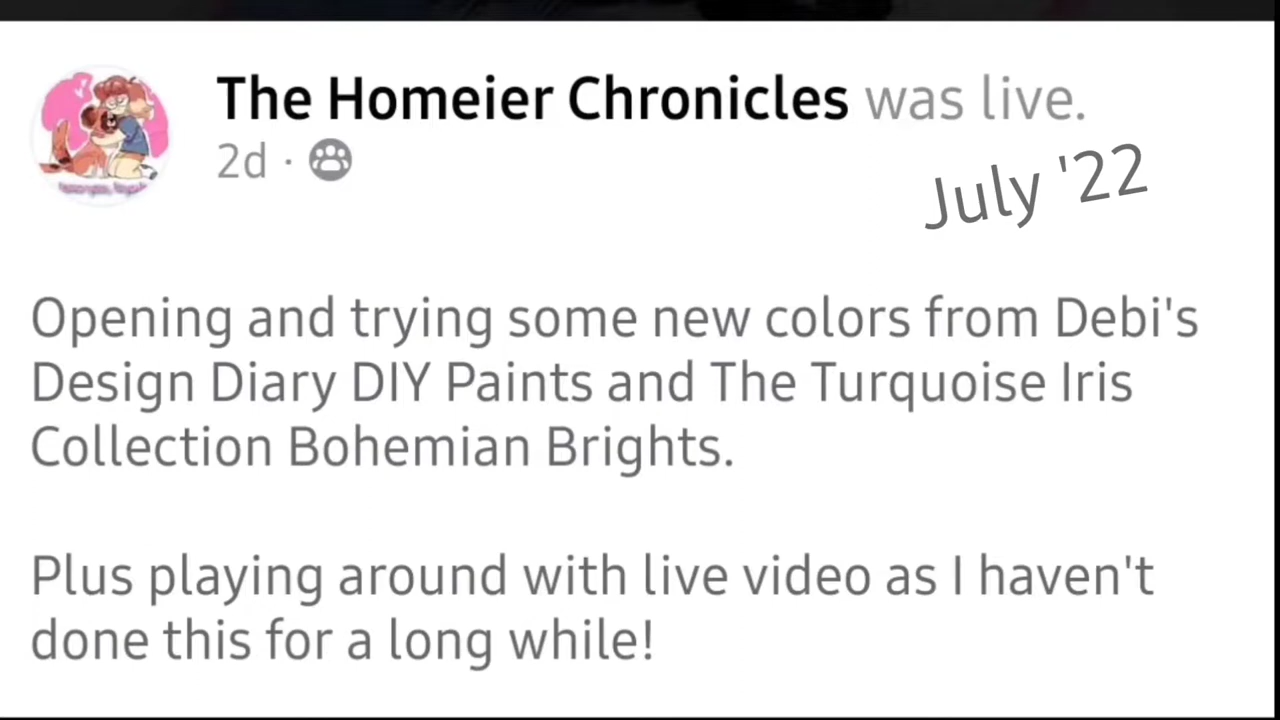 The Homeier Chronicles was live.
2d ·
July '22
Opening and trying some new colors from Debi's
Design Diary DIY Paints and The Turquoise Iris
Collection Bohemian Brights.
Plus playing around with live video as I haven't
done this for a long while!